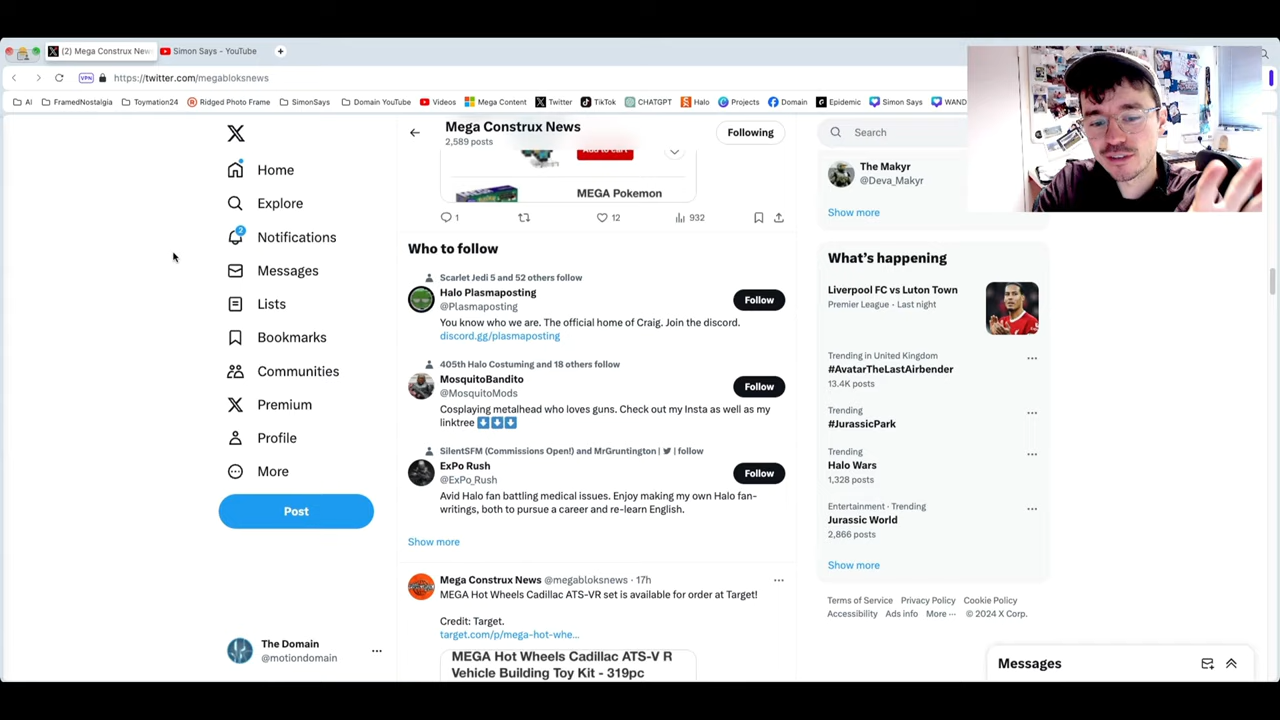 (2) Mega Construx New
Simon Says - YouTube
https://twitter.com/megabloksnews
VPN
AI
FramedNostalgia
Toymation24
Ridged Photo Frame
SimonSays
Domain YouTube
Videos
Mega Content
Twitter
TikTok
CHATGPT
Halo
Projects
Domain
Epidemic
Simon Says
WAND
Home
Explore
2
Notifications
Messages
Lists
Bookmarks
Communities
Premium
Profile
More
Post
The Domain
@motiondomain
Mega Construx News
2,589 posts
Following
Add to cart
MEGA Pokemon
1
12
932
Who to follow
Scarlet Jedi 5 and 52 others follow
Halo Plasmaposting
@Plasmaposting
Follow
You know who we are. The official home of Craig. Join the discord.
discord.gg/plasmaposting
405th Halo Costuming and 18 others follow
MosquitoBandito
@MosquitoMods
Follow
Cosplaying metalhead who loves guns. Check out my Insta as well as my
linktree ⬇️⬇️⬇️
SilentSFM (Commissions Open!) and MrGruntington | | follow
ExPo Rush
@ExPo_Rush
Follow
Avid Halo fan battling medical issues. Enjoy making my own Halo fan-
writings, both to pursue a career and re-learn English.
Show more
Mega Construx News @megabloksnews · 17h
MEGA Hot Wheels Cadillac ATS-VR set is available for order at Target!
Credit: Target.
target.com/p/mega-hot-whe...
MEGA Hot Wheels Cadillac ATS-V R
Vehicle Building Toy Kit - 319pc
Search
The Makyr
@Deva_Makyr
Show more
What's happening
Liverpool FC vs Luton Town
Premier League · Last night
Trending in United Kingdom
#AvatarTheLastAirbender
13.4K posts
Trending
#JurassicPark
Trending
Halo Wars
1,328 posts
Entertainment · Trending
Jurassic World
2,866 posts
Show more
Terms of Service Privacy Policy Cookie Policy
Accessibility Ads info More ··· © 2024 X Corp.
Messages